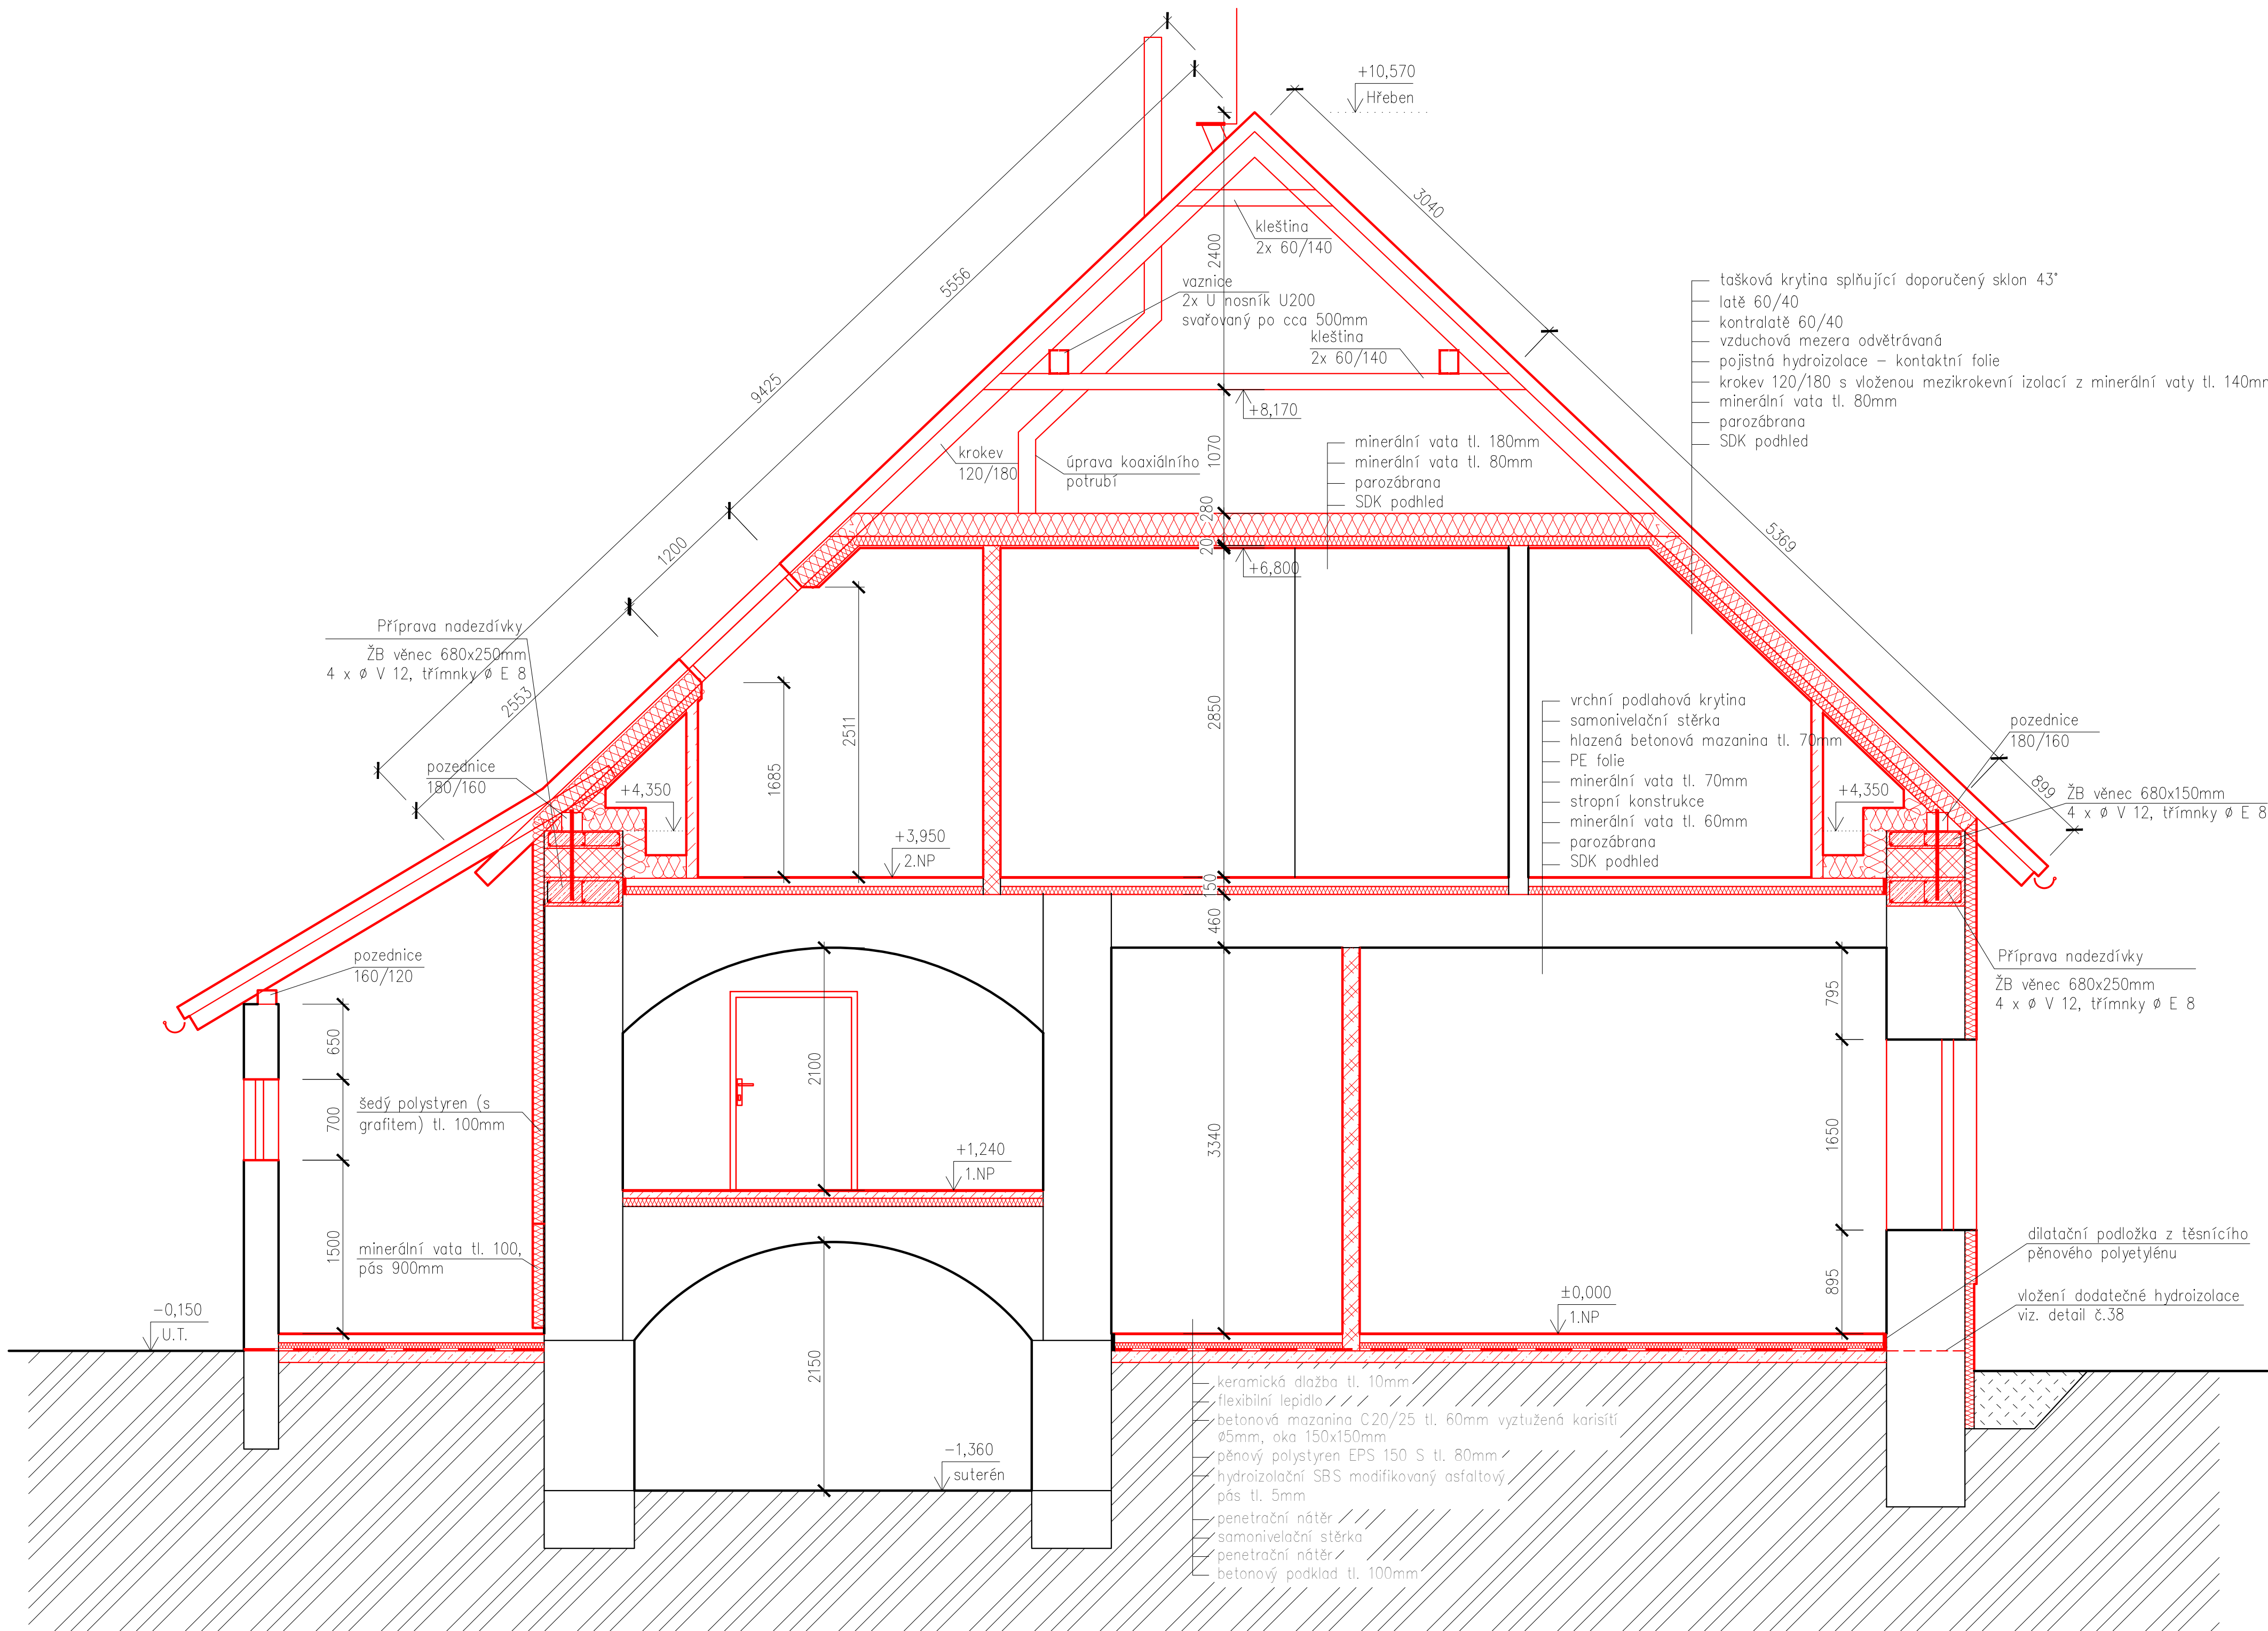 +10,570
Hřeben
3040
kleština
2x 60/140
2400
5556
vaznice
2x U nosník U200
svařovaný po cca 500mm
kleština
2x 60/140
9425
+8,170
tašková krytina splňující doporučený sklon 43°
latě 60/40
kontralatě 60/40
vzduchová mezera odvětrávaná
pojistná hydroizolace – kontaktní folie
krokev 120/180 s vloženou mezikrokevní izolací z minerální vaty tl. 140mm
minerální vata tl. 80mm
parozábrana
SDK podhled
krokev
120/180
úprava koaxiálního
potrubí
1070
minerální vata tl. 180mm
minerální vata tl. 80mm
parozábrana
SDK podhled
280
20
+6,800
1200
5369
Příprava nadezdívky
ŽB věnec 680x250mm
4 x ø V 12, třímnky ø E 8
2553
2511
1685
2850
vrchní podlahová krytina
samonivelační stěrka
hlazená betonová mazanina tl. 70mm
PE folie
minerální vata tl. 70mm
stropní konstrukce
minerální vata tl. 60mm
parozábrana
SDK podhled
pozednice
180/160
pozednice
180/160
+4,350
+4,350
899
ŽB věnec 680x150mm
4 x ø V 12, třímnky ø E 8
+3,950
2.NP
150
460
pozednice
160/120
Příprava nadezdívky
ŽB věnec 680x250mm
4 x ø V 12, třímnky ø E 8
795
650
2100
700
šedý polystyren (s
grafitem) tl. 100mm
3340
1650
+1,240
1.NP
1500
minerální vata tl. 100,
pás 900mm
dilatační podložka z těsnícího
pěnového polyetylénu
895
±0,000
1.NP
vložení dodatečné hydroizolace
viz. detail č.38
-0,150
U.T.
2150
keramická dlažba tl. 10mm
flexibilní lepidlo
betonová mazanina C20/25 tl. 60mm vyztužená karisítí
ø5mm, oka 150x150mm
pěnový polystyren EPS 150 S tl. 80mm
hydroizolační SBS modifikovaný asfaltový
pás tl. 5mm
penetrační nátěr
samonivelační stěrka
penetrační nátěr
betonový podklad tl. 100mm
-1,360
suterén